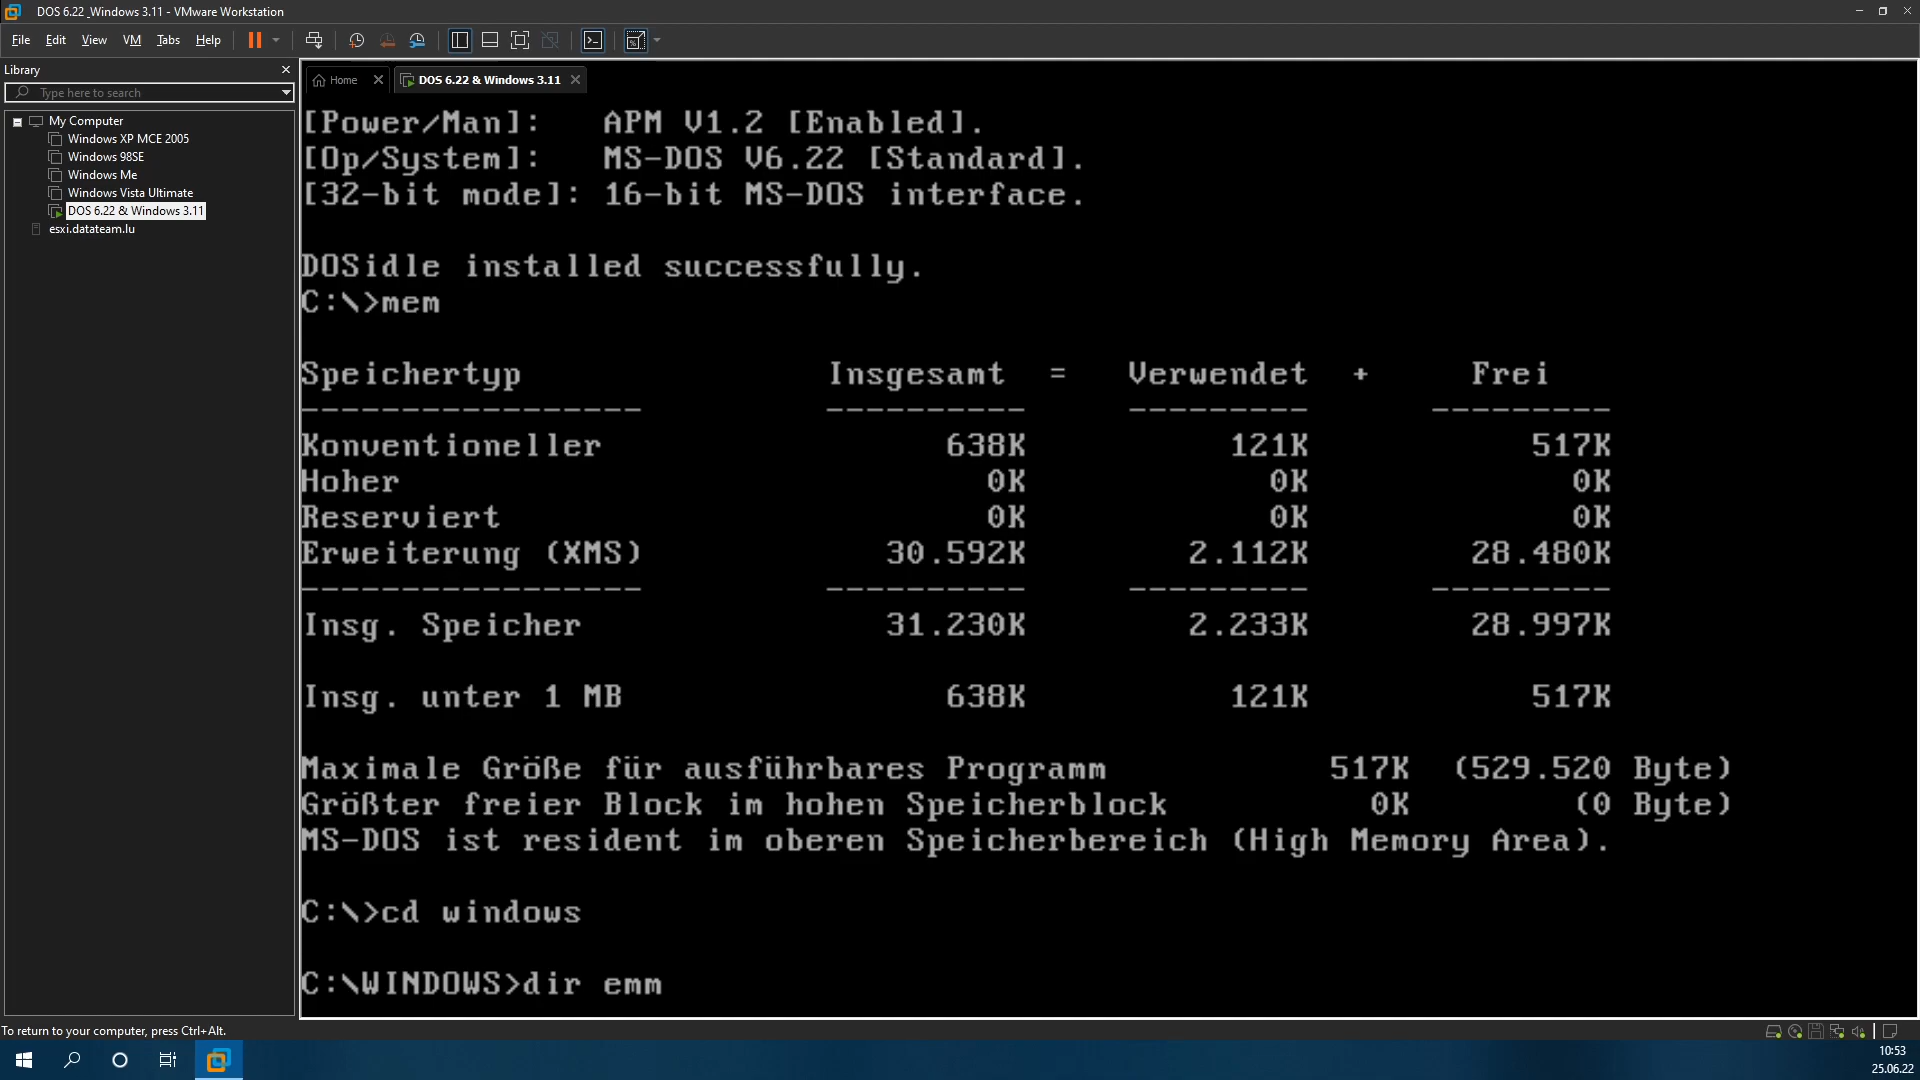 DOS 6.22 _Windows 3.11 - VMware Workstation
File Edit View VM Tabs Help
Library
Type here to search
My Computer
Windows XP MCE 2005
Windows 98SE
Windows Me
Windows Vista Ultimate
DOS 6.22 & Windows 3.11
esxi.datateam.lu
Home DOS 6.22 & Windows 3.11
[Power/Man]: APM V1.2 [Enabled].
[Op/System]: MS-DOS V6.22 [Standard].
[32-bit mode]: 16-bit MS-DOS interface.
DOSidle installed successfully.
C:\>mem
Speichertyp Insgesamt = Verwendet + Frei
----------------- ---------- --------- ---------
Konventioneller 638K 121K 517K
Hoher 0K 0K 0K
Reserviert 0K 0K 0K
Erweiterung (XMS) 30.592K 2.112K 28.480K
----------------- ---------- --------- ---------
Insg. Speicher 31.230K 2.233K 28.997K
Insg. unter 1 MB 638K 121K 517K
Maximale Größe für ausführbares Programm 517K (529.520 Byte)
Größter freier Block im hohen Speicherblock 0K (0 Byte)
MS-DOS ist resident im oberen Speicherbereich (High Memory Area).
C:\>cd windows
C:\WINDOWS>dir emm
To return to your computer, press Ctrl+Alt.
10:53
25.06.22